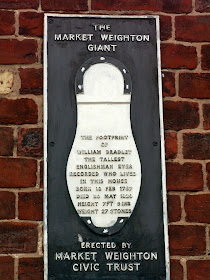 THE
MARKET WEIGHTON
GIANT
THE FOOTPRINT
OF
WILLIAM BRADLEY
THE TALLEST
ENGLISHMAN EVER
RECORDED WHO LIVED
IN THIS HOUSE
BORN 10 FEB 1787
DIED 30 MAY 1820
HEIGHT 7FT 9INS
WEIGHT 27 STONES
ERECTED BY
MARKET WEIGHTON
CIVIC TRUST